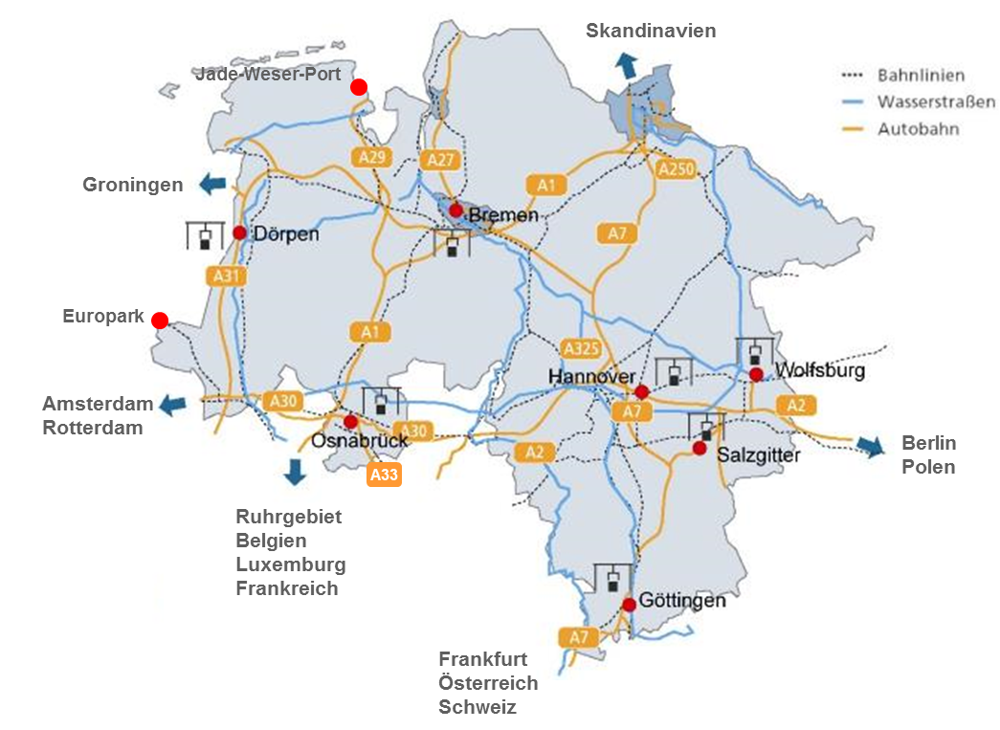 Skandinavien
Jade-Weser-Port
Bahnlinien
Wasserstraßen
Autobahn
A29
A27
A250
A1
Groningen
Bremen
Dörpen
A7
A31
Europark
A1
A325
Hannover
Wolfsburg
Amsterdam
Rotterdam
A30
A7
A2
A30
Osnabrück
Berlin
Polen
A2
Salzgitter
A33
Ruhrgebiet
Belgien
Luxemburg
Frankreich
Göttingen
A7
Frankfurt
Österreich
Schweiz